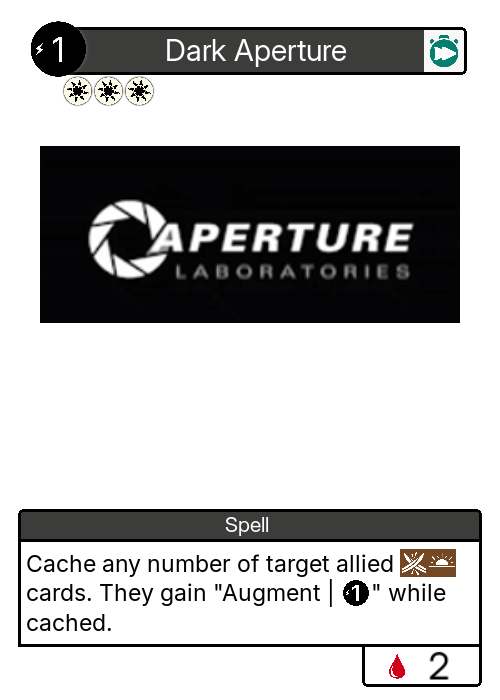 1 Dark Aperture
APERTURE
LABORATORIES
Spell
Cache any number of target allied
cards. They gain "Augment | 1" while
cached.
2